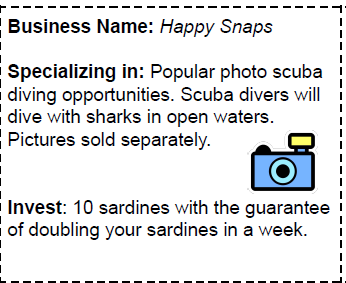 Business Name: Happy Snaps
Specializing in: Popular photo scuba
diving opportunities. Scuba divers will
dive with sharks in open waters.
Pictures sold separately.
Invest: 10 sardines with the guarantee
of doubling your sardines in a week.